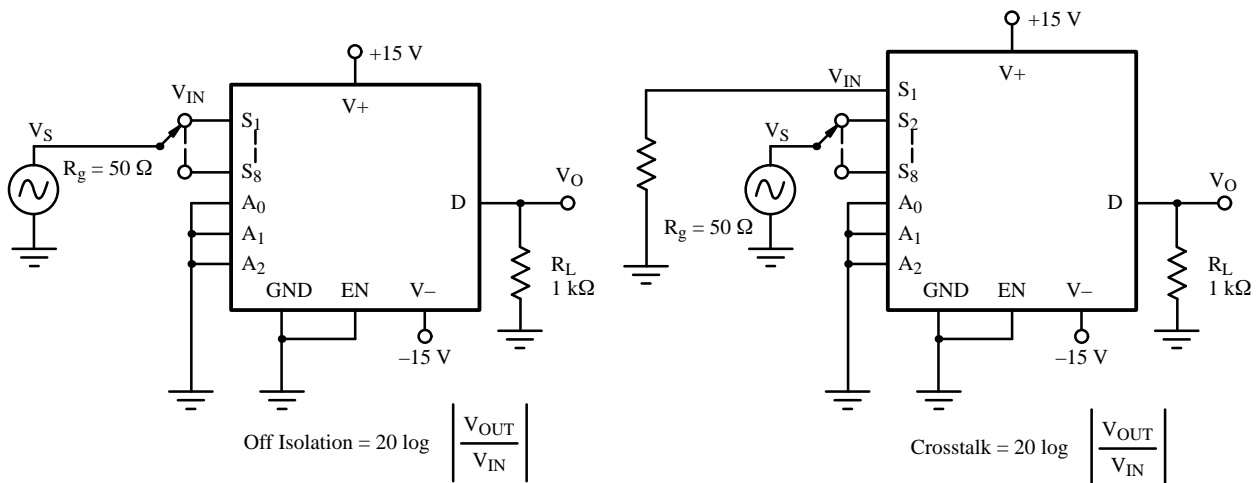 +15 V
V+
VIN
VS
Rg = 50 Ω
S1
S8
A0
A1
A2
D
VO
RL
1 kΩ
GND EN V–
–15 V
Off Isolation = 20 log | VOUT / VIN |
+15 V
V+
VIN
S1
VS
S2
S8
Rg = 50 Ω
A0
A1
A2
D
VO
RL
1 kΩ
GND EN V–
–15 V
Crosstalk = 20 log | VOUT / VIN |